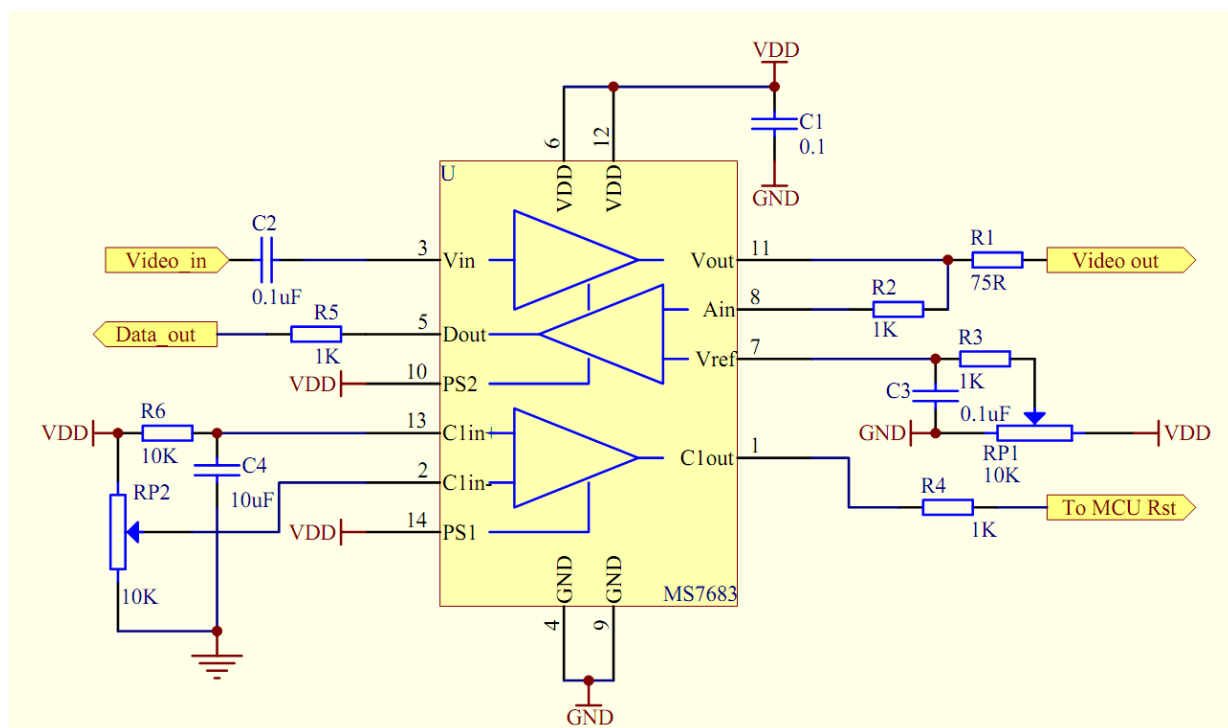 VDD
C1
0.1
GND
6
12
VDD
VDD
U
C2
0.1uF
Video_in
3
Vin
Vout
11
R1
75R
Video out
R2
1K
8
Ain
R5
1K
Data_out
5
Dout
Vref
7
R3
1K
C3
0.1uF
VDD
10
PS2
GND
RP1
10K
VDD
VDD
R6
10K
13
C1in+
C4
10uF
RP2
10K
2
C1in-
C1out
1
R4
1K
To MCU Rst
VDD
14
PS1
GND
GND
MS7683
4
9
GND